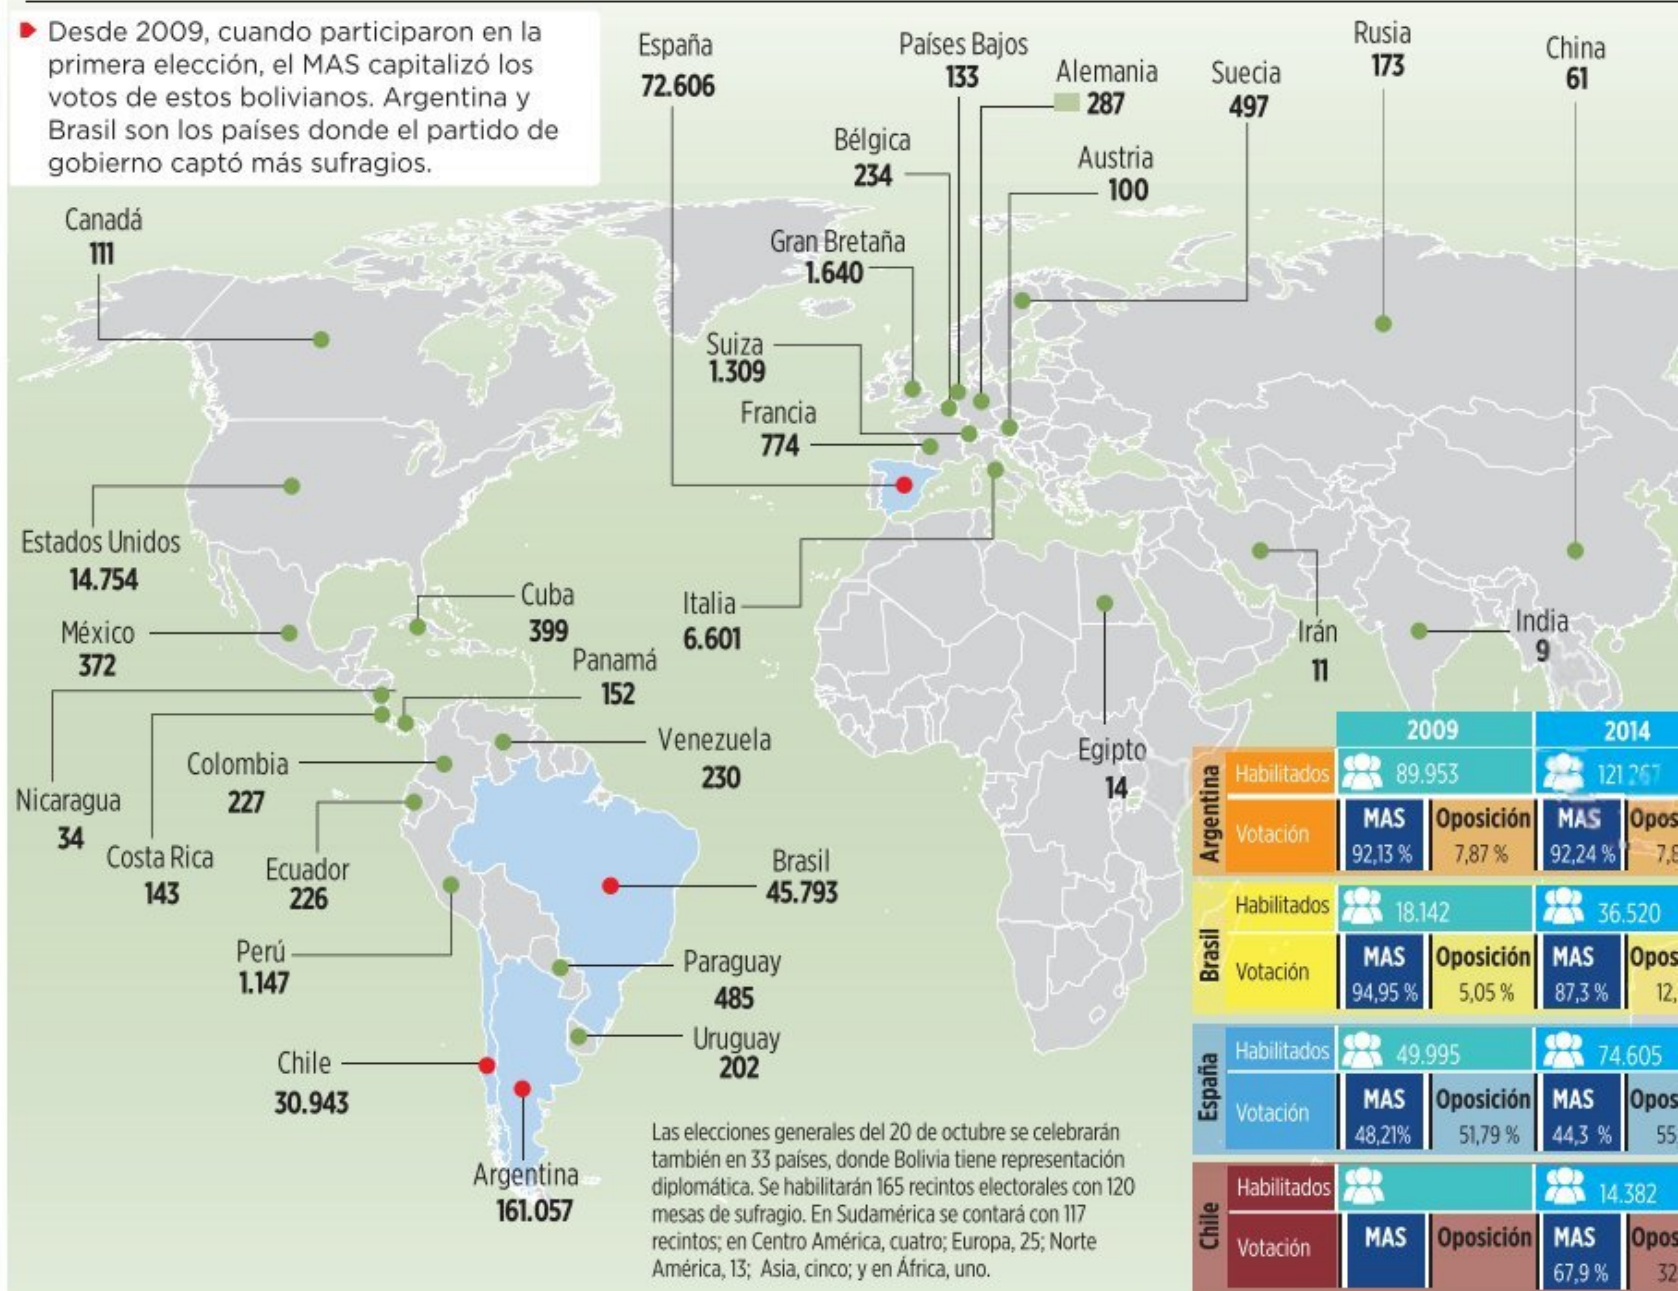 Desde 2009, cuando participaron en la
primera elección, el MAS capitalizó los
votos de estos bolivianos. Argentina y
Brasil son los países donde el partido de
gobierno captó más sufragios.
España
72.606
Países Bajos
133
Alemania
287
Suecia
497
Rusia
173
China
61
Bélgica
234
Austria
100
Canadá
111
Gran Bretaña
1.640
Suiza
1.309
Francia
774
Estados Unidos
14.754
México
372
Cuba
399
Panamá
152
Italia
6.601
Irán
11
India
9
Egipto
14
Nicaragua
34
Costa Rica
143
Colombia
227
Ecuador
226
Venezuela
230
Brasil
45.793
Perú
1.147
Paraguay
485
Uruguay
202
Chile
30.943
Argentina
161.057
Las elecciones generales del 20 de octubre se celebrarán
también en 33 países, donde Bolivia tiene representación
diplomática. Se habilitarán 165 recintos electorales con 120
mesas de sufragio. En Sudamérica se contará con 117
recintos; en Centro América, cuatro; Europa, 25; Norte
América, 13; Asia, cinco; y en África, uno.
2009 2014
Argentina
Habilitados 89.953 121.267
Votación MAS Oposición MAS Opos
92,13 % 7,87 % 92,24 % 7,8
Brasil
Habilitados 18.142 36.520
Votación MAS Oposición MAS Opos
94,95 % 5,05 % 87,3 % 12,
España
Habilitados 49.995 74.605
Votación MAS Oposición MAS Opos
48,21% 51,79 % 44,3 % 55,
Chile
Habilitados 14.382
Votación MAS Oposición MAS Opos
67,9 % 32